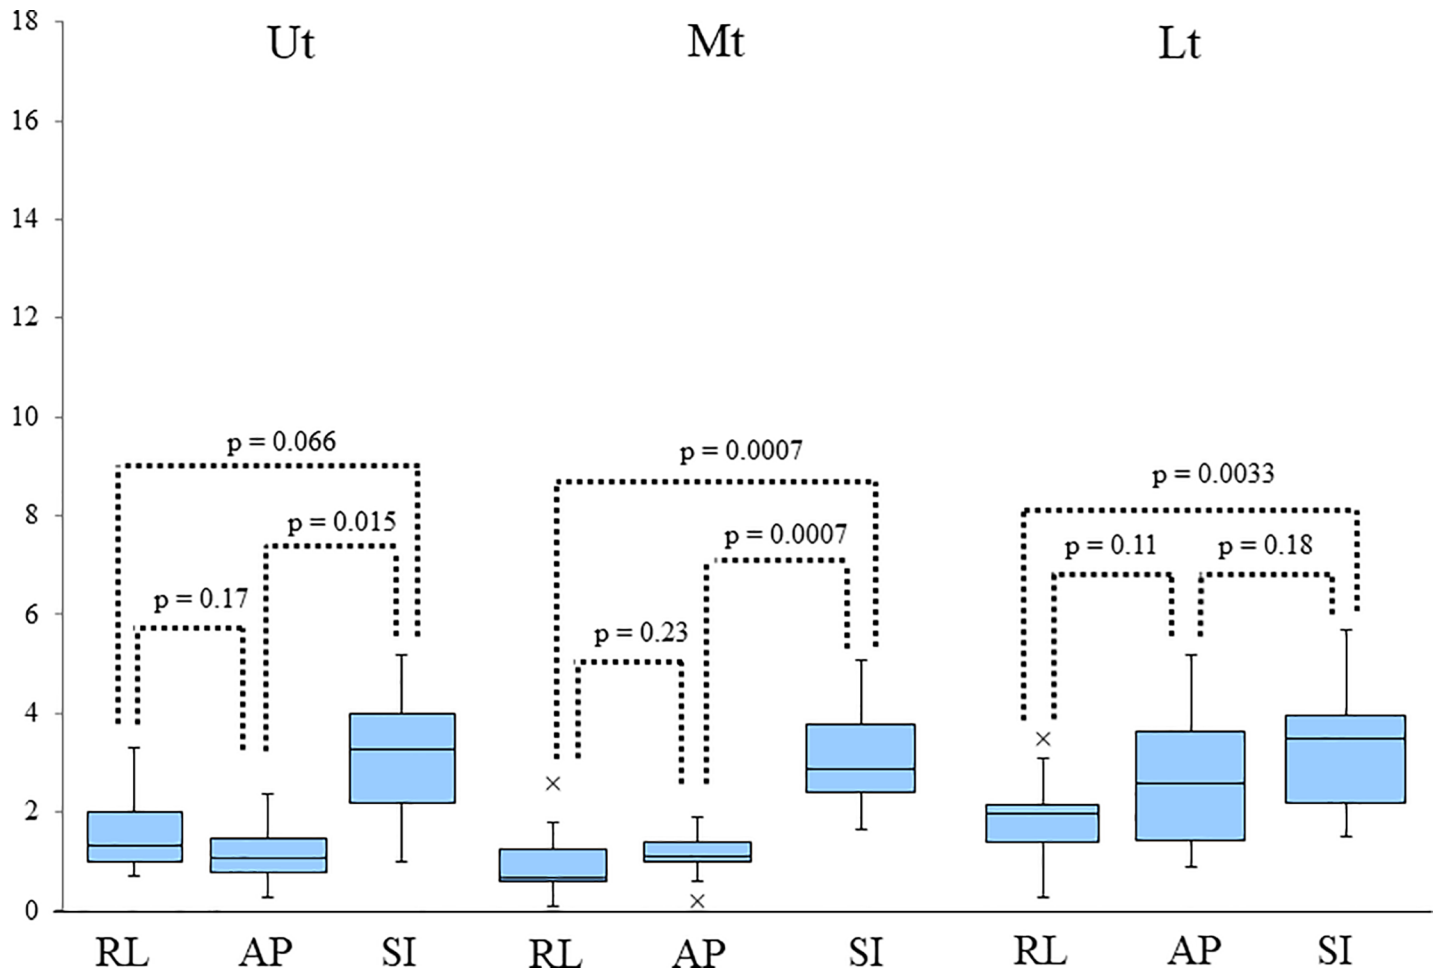 18
Ut Mt Lt
16
14
12
10
p = 0.066
p = 0.0007
p = 0.0033
8
p = 0.015
p = 0.0007
p = 0.11
p = 0.18
6
p = 0.17
p = 0.23
4
2
0
RL AP SI RL AP SI RL AP SI